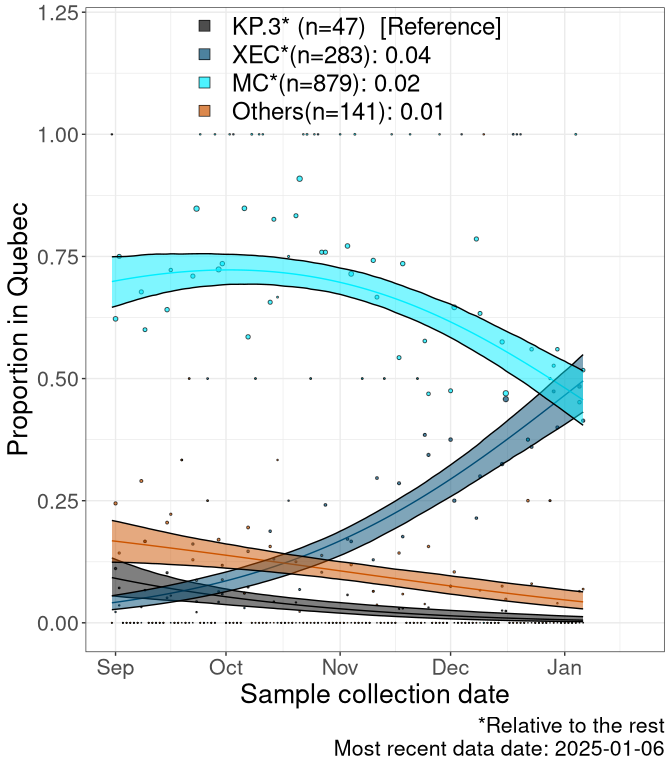 1.25
KP.3* (n=47)  [Reference]
XEC*(n=283): 0.04
MC*(n=879): 0.02
Others(n=141): 0.01
1.00
0.75
0.50
0.25
0.00
Proportion in Quebec
Sep Oct Nov Dec Jan
Sample collection date
*Relative to the rest
Most recent data date: 2025-01-06